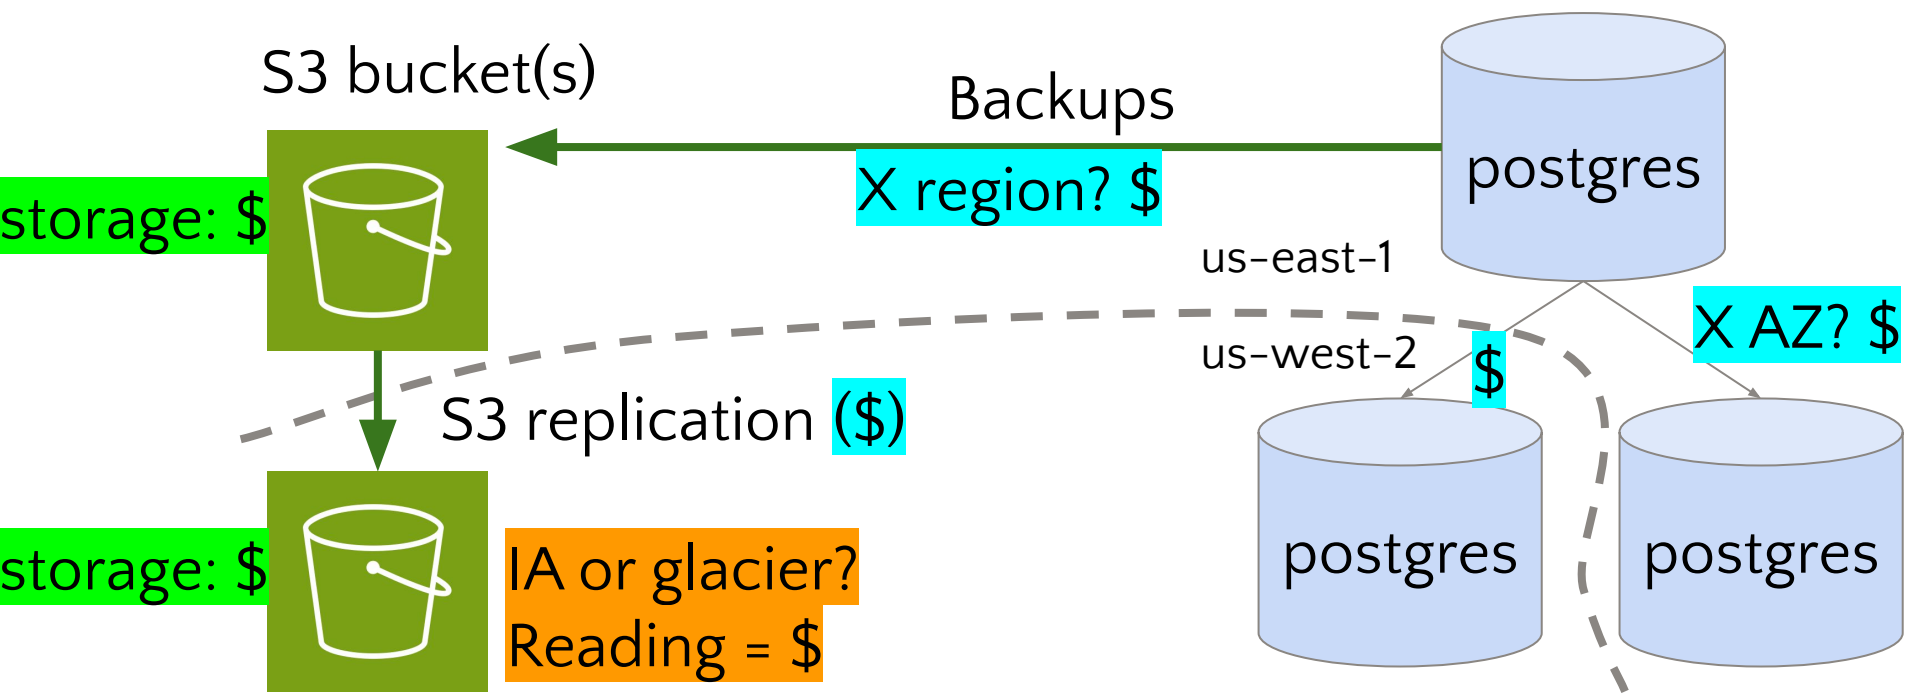 S3 bucket(s)
Backups
postgres
storage: $
X region? $
us-east-1
X AZ? $
us-west-2
$
S3 replication ($)
storage: $
IA or glacier?
Reading = $
postgres
postgres